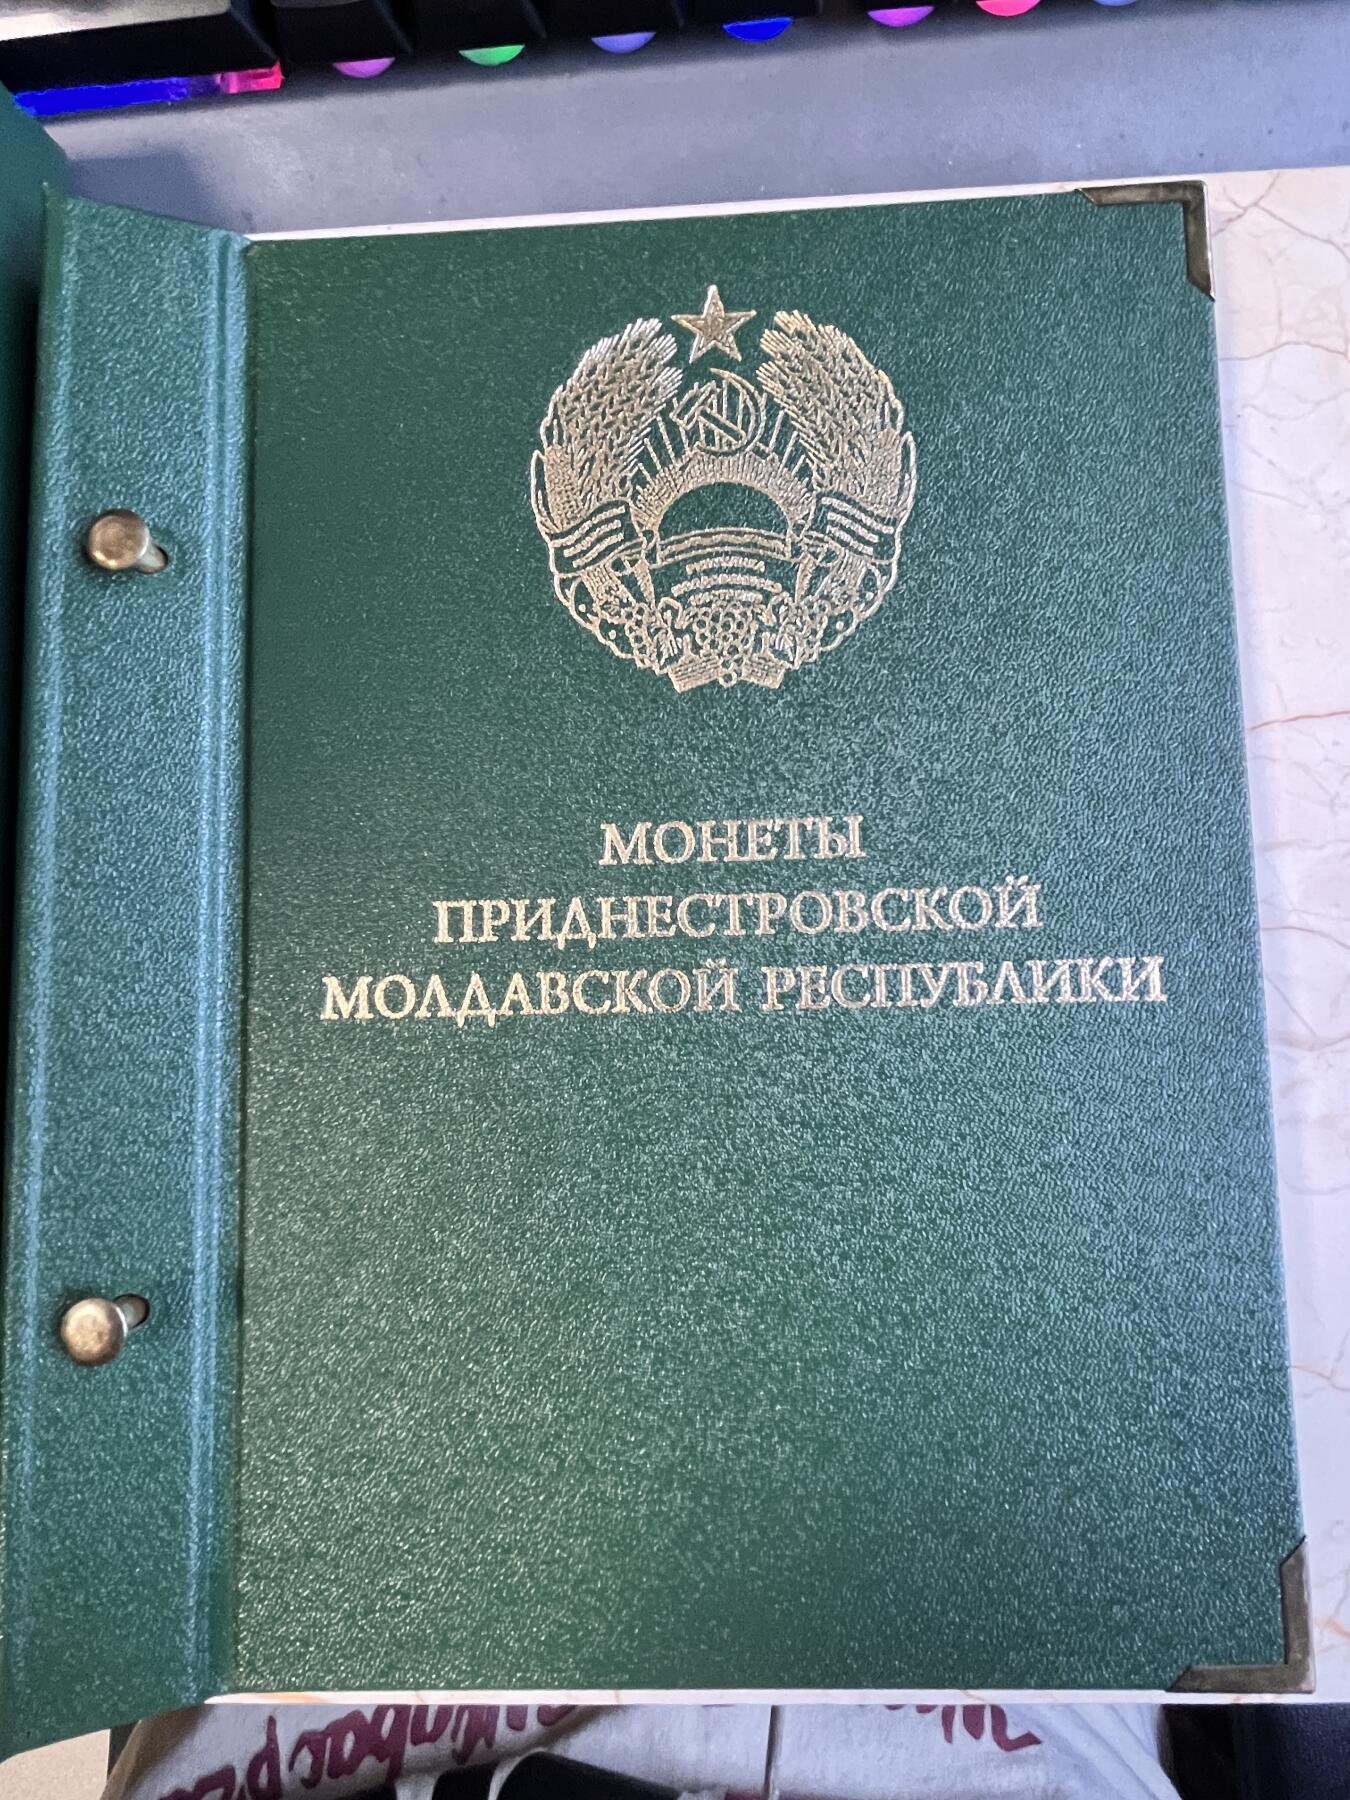 МОНЕТЫ
ПРИДНЕСТРОВСКОЙ
МОЛДАВСКОЙ РЕСПУБЛИКИ